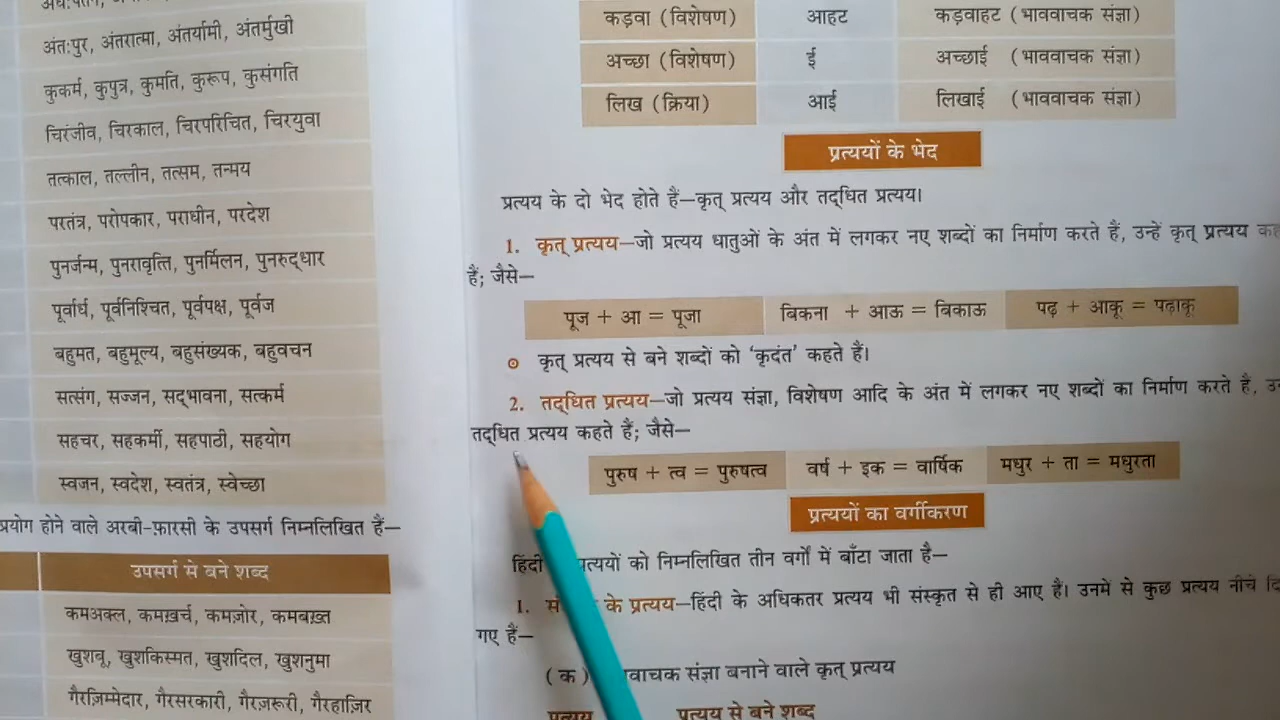 अंतःपुर, अंतरात्मा, अंतर्यामी, अंतर्मुखी
कुकर्म, कुपुत्र, कुमति, कुरूप, कुसंगति
चिरंजीव, चिरकाल, चिरपरिचित, चिरयुवा
तत्काल, तल्लीन, तत्सम, तन्मय
परतंत्र, परोपकार, पराधीन, परदेश
पुनर्जन्म, पुनरावृत्ति, पुनर्मिलन, पुनरुद्धार
पूर्वार्ध, पूर्वनिश्चित, पूर्वपक्ष, पूर्वज
बहुमत, बहुमूल्य, बहुसंख्यक, बहुवचन
सत्संग, सज्जन, सद्भावना, सत्कर्म
सहचर, सहकर्मी, सहपाठी, सहयोग
स्वजन, स्वदेश, स्वतंत्र, स्वेच्छा
प्रयोग होने वाले अरबी-फ़ारसी के उपसर्ग निम्नलिखित हैं—
उपसर्ग से बने शब्द
कमअक्ल, कमख़र्च, कमज़ोर, कमबख़्त
खुशबू, खुशकिस्मत, खुशदिल, खुशनुमा
गैरज़िम्मेदार, गैरसरकारी, गैरज़रूरी, गैरहाज़िर
कड़वा (विशेषण) आहट कड़वाहट (भाववाचक संज्ञा)
अच्छा (विशेषण) ई अच्छाई (भाववाचक संज्ञा)
लिख (क्रिया) आई लिखाई (भाववाचक संज्ञा)
प्रत्ययों के भेद
प्रत्यय के दो भेद होते हैं—कृत् प्रत्यय और तद्धित प्रत्यय।
1. कृत् प्रत्यय—जो प्रत्यय धातुओं के अंत में लगकर नए शब्दों का निर्माण करते हैं, उन्हें कृत् प्रत्यय
हैं; जैसे—
पूज + आ = पूजा बिकना + आऊ = बिकाऊ पढ़ + आकू = पढ़ाकू
कृत् प्रत्यय से बने शब्दों को ‘कृदंत’ कहते हैं।
2. तद्धित प्रत्यय—जो प्रत्यय संज्ञा, विशेषण आदि के अंत में लगकर नए शब्दों का निर्माण करते हैं,
तद्धित प्रत्यय कहते हैं; जैसे—
पुरुष + त्व = पुरुषत्व वर्ष + इक = वार्षिक मधुर + ता = मधुरता
प्रत्ययों का वर्गीकरण
हिंदी प्रत्ययों को निम्नलिखित तीन वर्गों में बाँटा जाता है—
1. के प्रत्यय—हिंदी के अधिकतर प्रत्यय भी संस्कृत से ही आए हैं। उनमें से कुछ प्रत्यय नीचे
गए हैं—
(क) वाचक संज्ञा बनाने वाले कृत् प्रत्यय
प्रत्यय प्रत्यय से बने शब्द